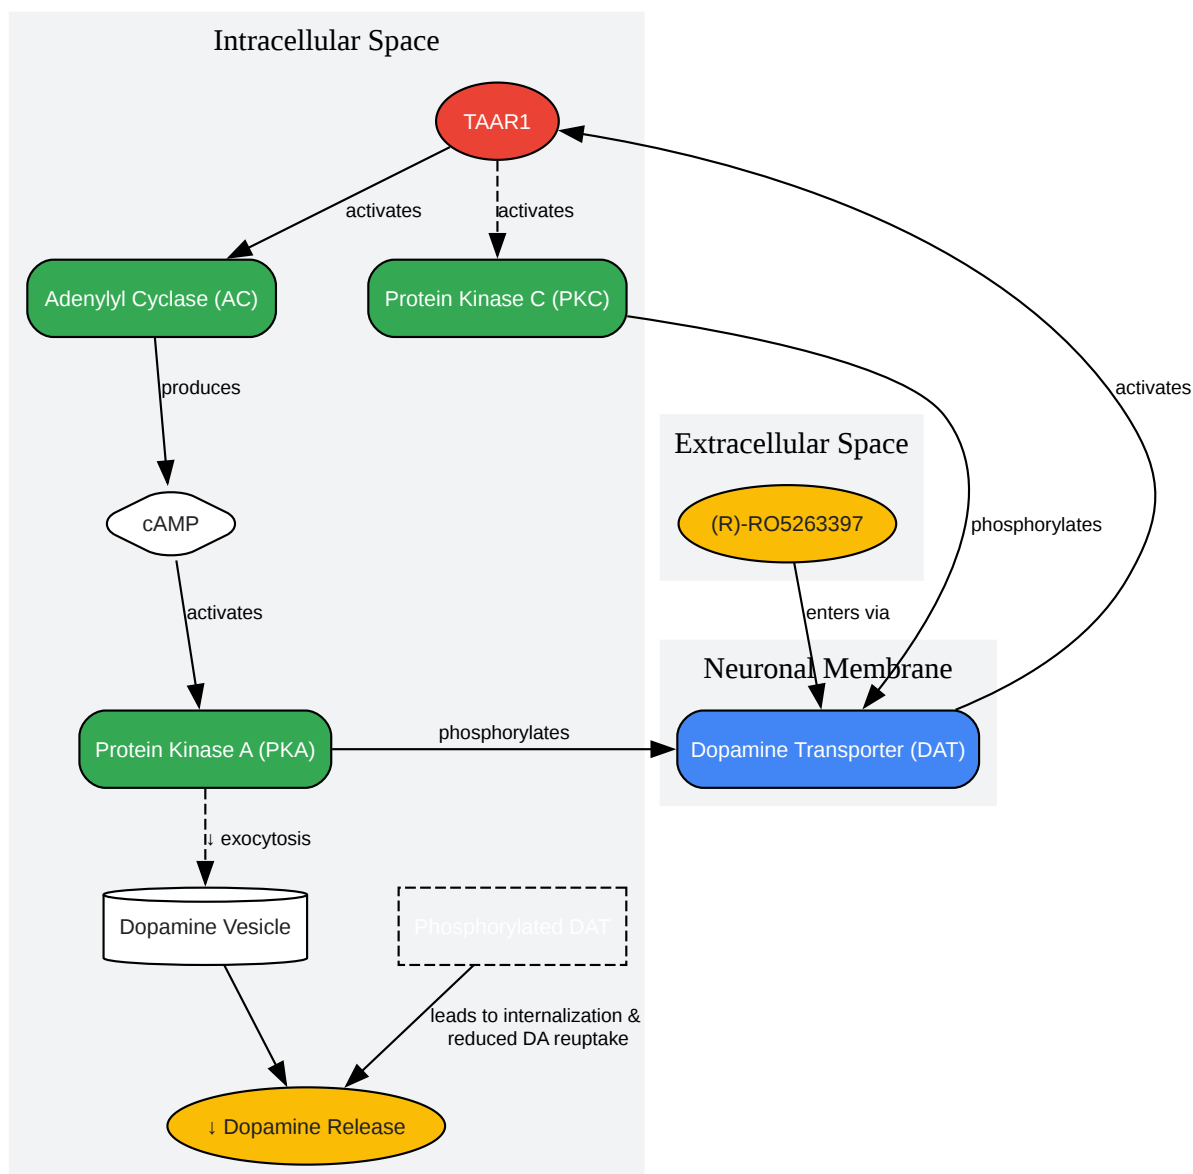 Intracellular Space
TAAR1
activates
activates
Adenylyl Cyclase (AC)
Protein Kinase C (PKC)
produces
activates
Extracellular Space
(R)-RO5263397
cAMP
phosphorylates
activates
enters via
Neuronal Membrane
phosphorylates
Protein Kinase A (PKA)
Dopamine Transporter (DAT)
↓ exocytosis
Dopamine Vesicle
Phosphorylated DAT
leads to internalization &
reduced DA reuptake
↓ Dopamine Release